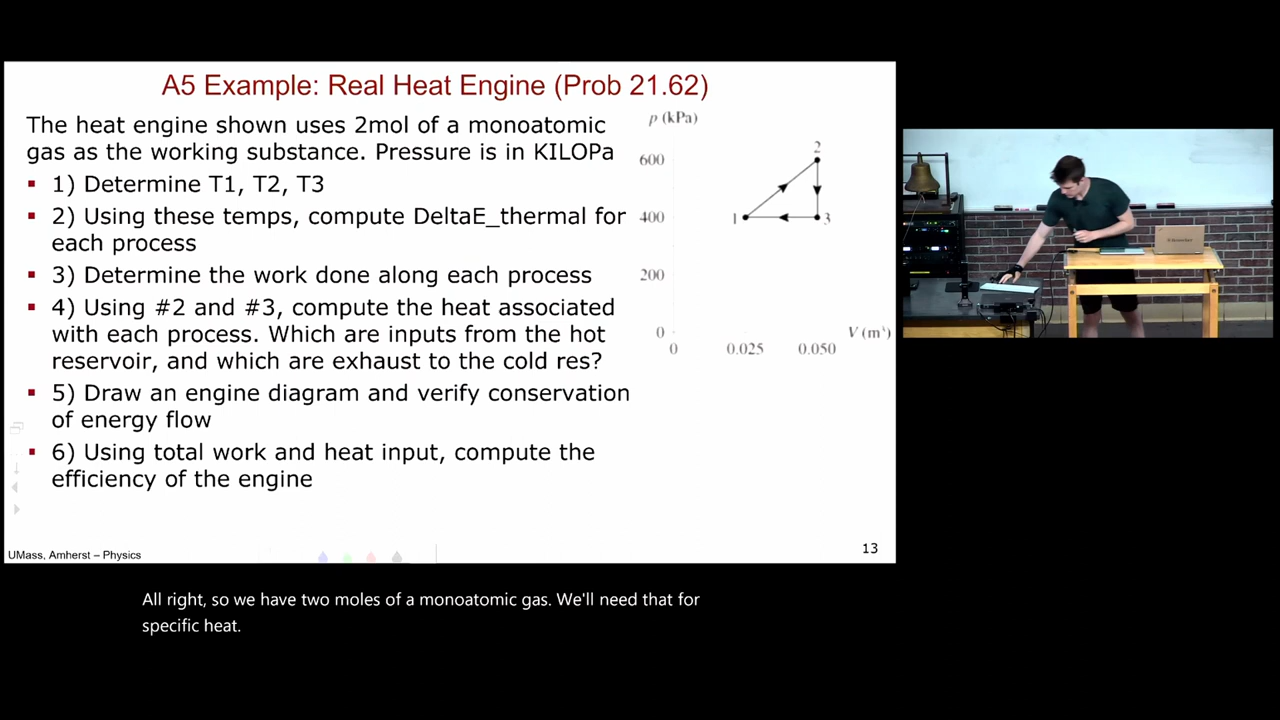 A5 Example: Real Heat Engine (Prob 21.62)
The heat engine shown uses 2mol of a monoatomic
gas as the working substance. Pressure is in KILOPa
▪ 1) Determine T1, T2, T3
▪ 2) Using these temps, compute DeltaE_thermal for
each process
▪ 3) Determine the work done along each process
▪ 4) Using #2 and #3, compute the heat associated
with each process. Which are inputs from the hot
reservoir, and which are exhaust to the cold res?
▪ 5) Draw an engine diagram and verify conservation
of energy flow
▪ 6) Using total work and heat input, compute the
efficiency of the engine
p (kPa)
2
600
1
400
3
200
0
V (m³)
0
0.025
0.050
UMass, Amherst – Physics
13
All right, so we have two moles of a monoatomic gas. We'll need that for
specific heat.